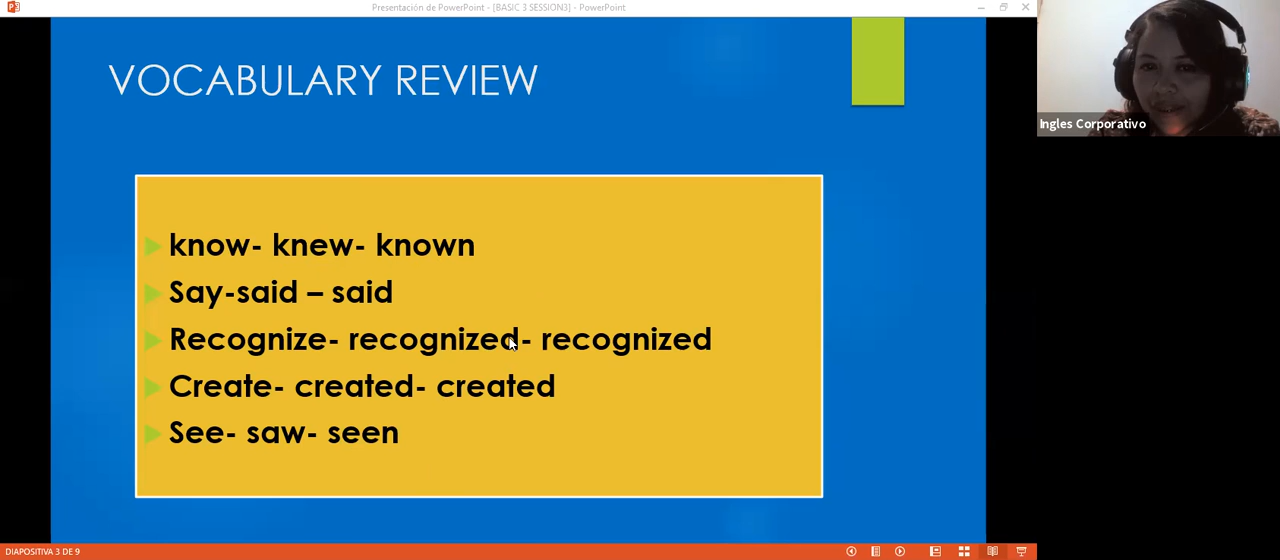 Presentación de PowerPoint - [BASIC 3 SESSION3] - PowerPoint
VOCABULARY REVIEW
know- knew- known
Say-said – said
Recognize- recognized- recognized
Create- created- created
See- saw- seen
Ingles Corporativo
DIAPOSITIVA 3 DE 9